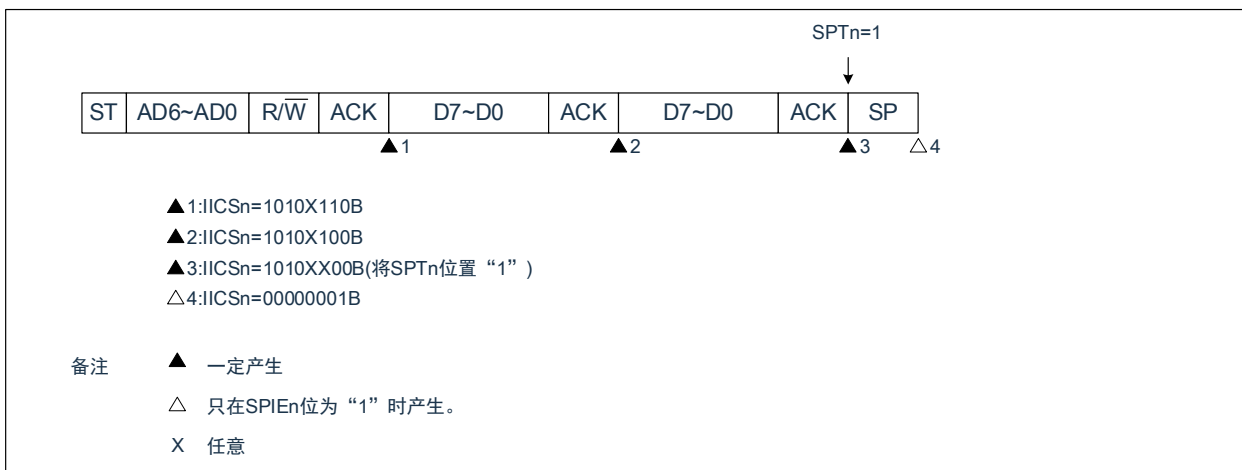 SPTn=1
ST AD6~AD0 R/W ACK D7~D0 ACK D7~D0 ACK SP
▲1 ▲2 ▲3 △4
▲1:IICSn=1010X110B
▲2:IICSn=1010X100B
▲3:IICSn=1010XX00B(将SPTn位置“1”)
△4:IICSn=00000001B
备注 ▲ 一定产生
△ 只在SPIEn位为“1”时产生。
X 任意